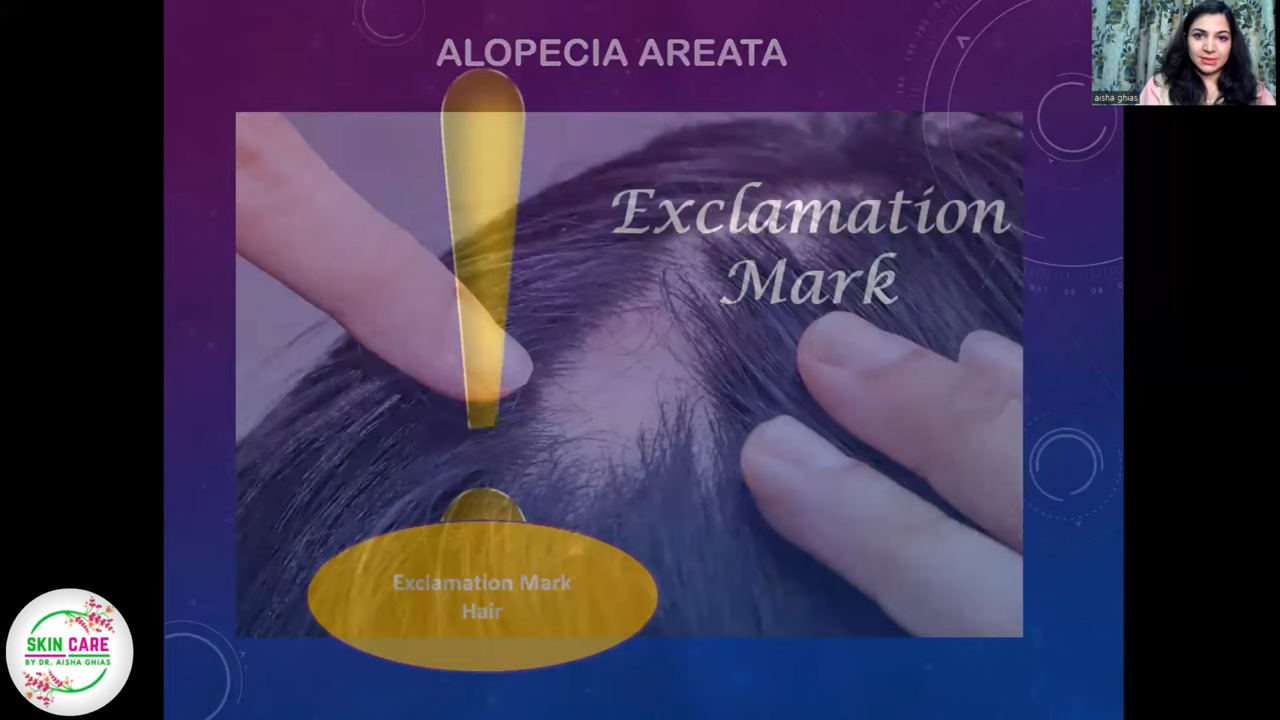 ALOPECIA AREATA
aisha ghias
Exclamation
Mark
Exclamation Mark
Hair
SKIN CARE
BY DR. AISHA GHIAS